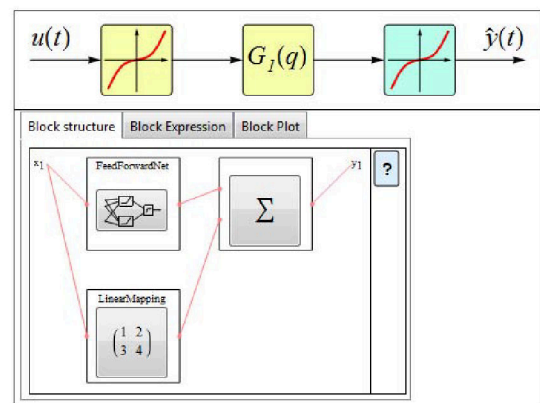 u(t) G₁(q) ŷ(t)
Block structure Block Expression Block Plot
x1 FeedForwardNet y1 ?
Σ
LinearMapping
1 2
3 4